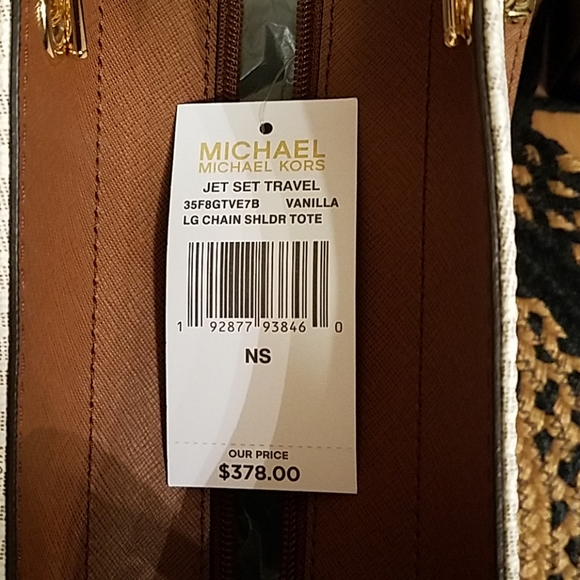 MICHAEL
MICHAEL KORS
JET SET TRAVEL
35F8GTVE7B VANILLA
LG CHAIN SHLDR TOTE
1 92877 93846 0
NS
OUR PRICE
$378.00